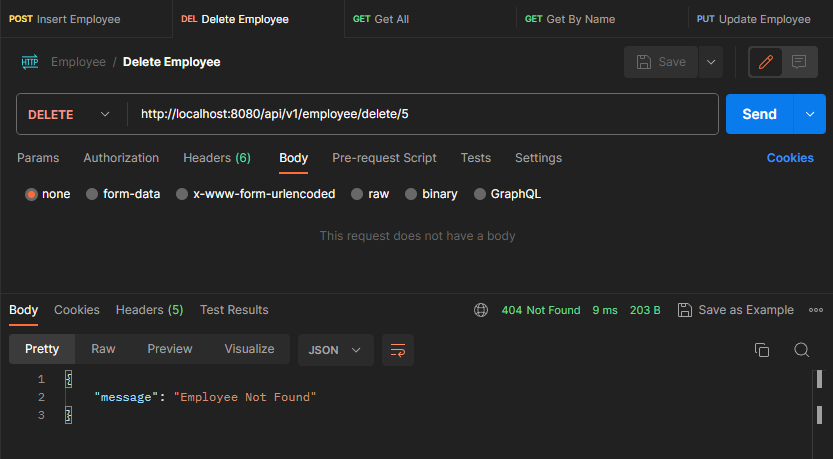 POST Insert Employee DEL Delete Employee GET Get All GET Get By Name PUT Update Employee
HTTP Employee / Delete Employee Save
DELETE http://localhost:8080/api/v1/employee/delete/5 Send
Params Authorization Headers (6) Body Pre-request Script Tests Settings Cookies
none form-data x-www-form-urlencoded raw binary GraphQL
This request does not have a body
Body Cookies Headers (5) Test Results 404 Not Found 9 ms 203 B Save as Example
Pretty Raw Preview Visualize JSON
1 {
2 "message": "Employee Not Found"
3 }